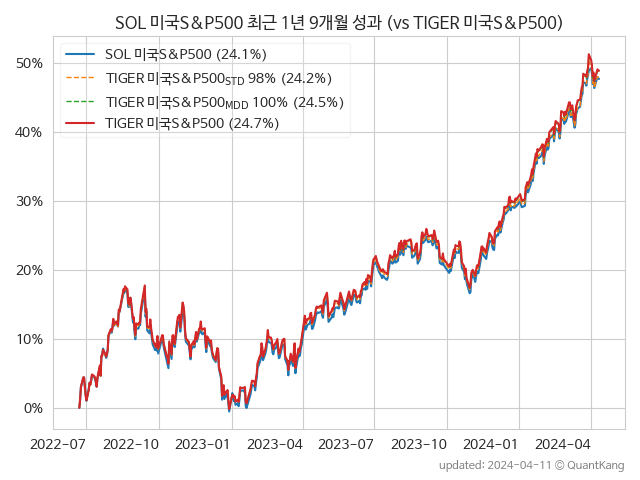 SOL 미국S&P500 최근 1년 9개월 성과 (vs TIGER 미국S&P500)
SOL 미국S&P500 (24.1%)
TIGER 미국S&P500STD 98% (24.2%)
TIGER 미국S&P500MDD 100% (24.5%)
TIGER 미국S&P500 (24.7%)
50%
40%
30%
20%
10%
0%
2022-07 2022-10 2023-01 2023-04 2023-07 2023-10 2024-01 2024-04
updated: 2024-04-11 © QuantKang